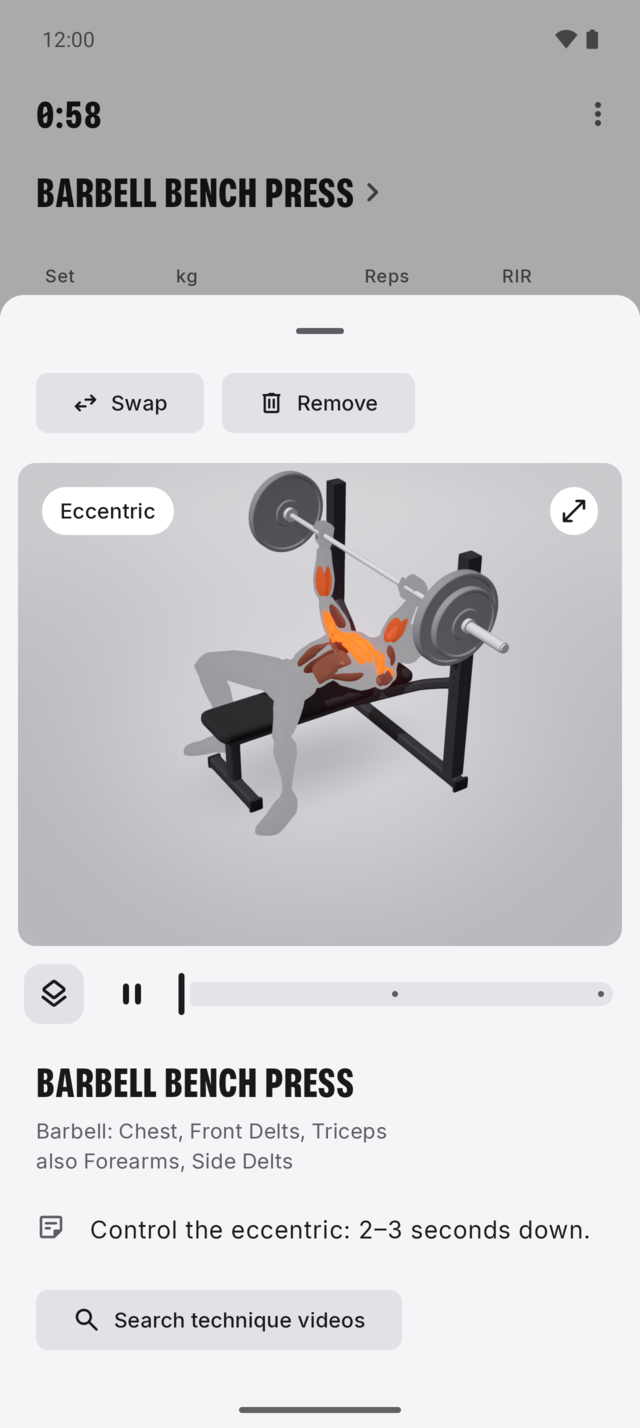 12:00
0:58
BARBELL BENCH PRESS
Set kg Reps RIR
Swap Remove
Eccentric
BARBELL BENCH PRESS
Barbell: Chest, Front Delts, Triceps
also Forearms, Side Delts
Control the eccentric: 2–3 seconds down.
Search technique videos